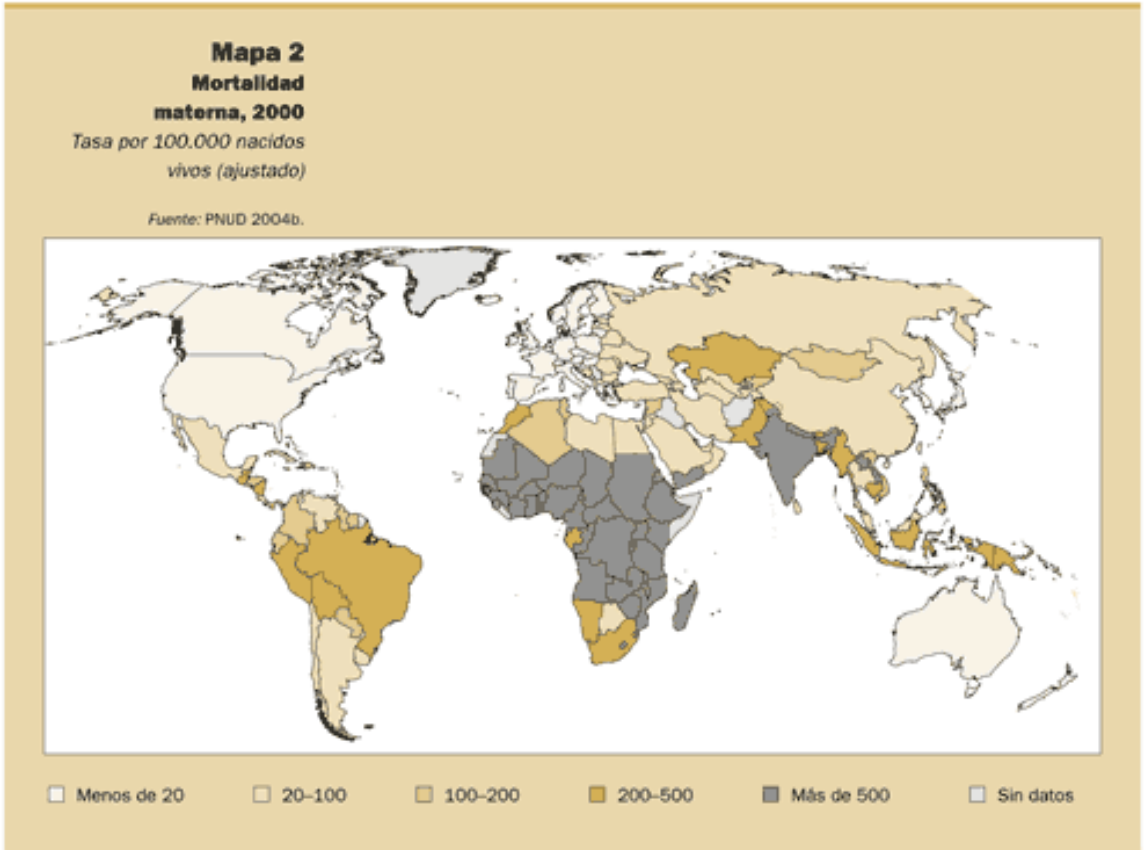 Mapa 2
Mortalidad
materna, 2000
Tasa por 100.000 nacidos
vivos (ajustado)
Fuente: PNUD 2004b.
Menos de 20
20–100
100–200
200–500
Más de 500
Sin datos